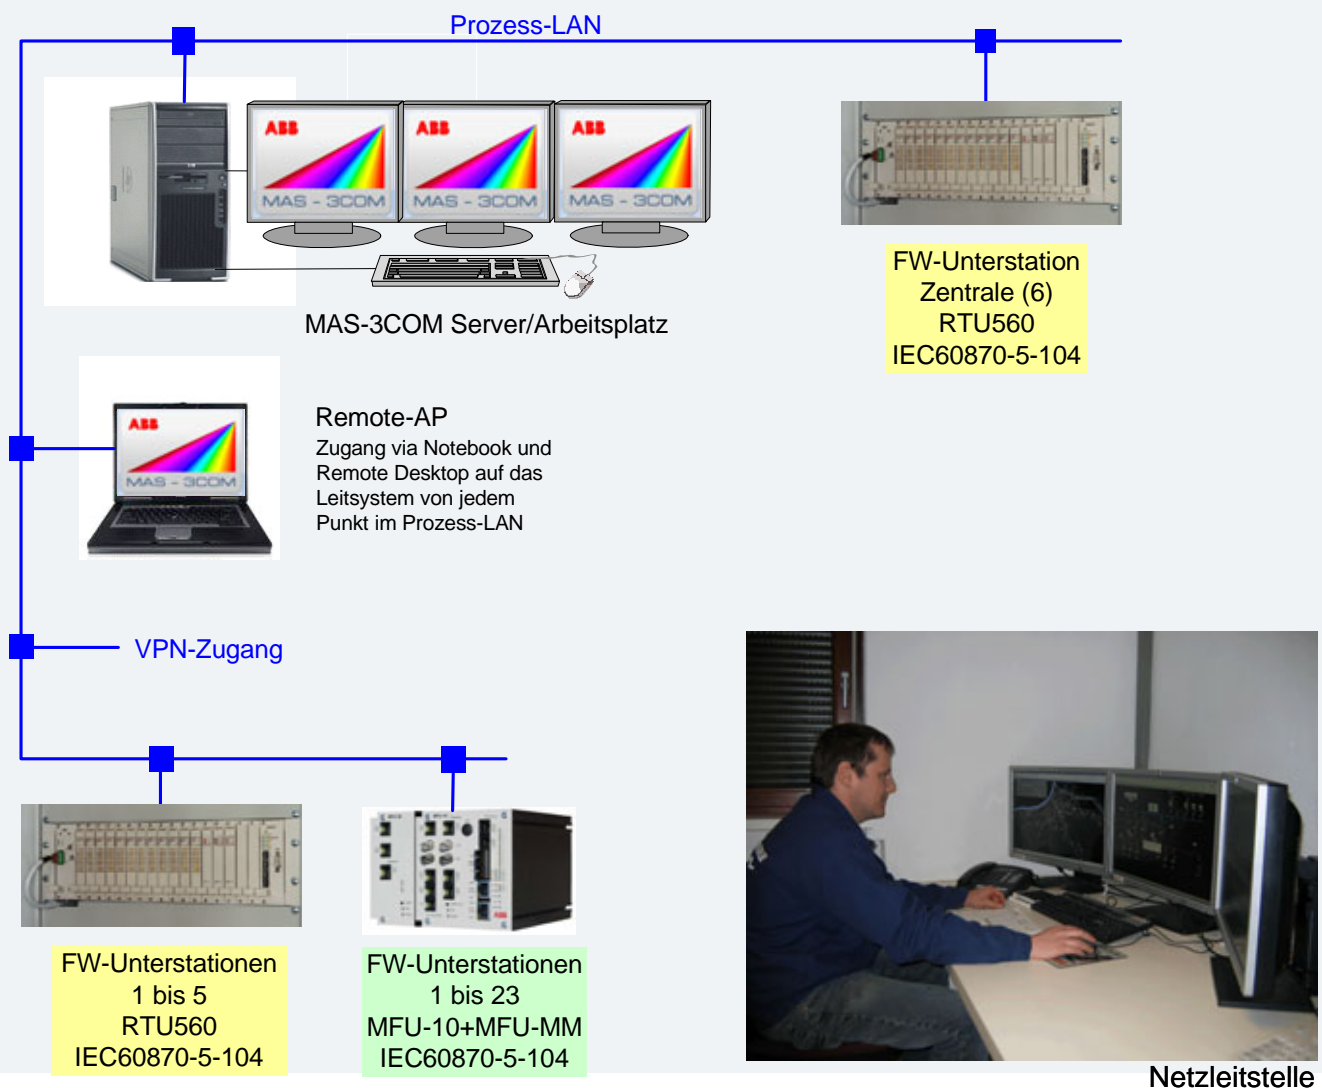 Prozess-LAN
ABB
MAS - 3COM
ABB
MAS - 3COM
ABB
MAS - 3COM
MAS-3COM Server/Arbeitsplatz
FW-Unterstation
Zentrale (6)
RTU560
IEC60870-5-104
ABB
MAS - 3COM
Remote-AP
Zugang via Notebook und
Remote Desktop auf das
Leitsystem von jedem
Punkt im Prozess-LAN
VPN-Zugang
ABB
FW-Unterstationen
1 bis 5
RTU560
IEC60870-5-104
FW-Unterstationen
1 bis 23
MFU-10+MFU-MM
IEC60870-5-104
Netzleitstelle